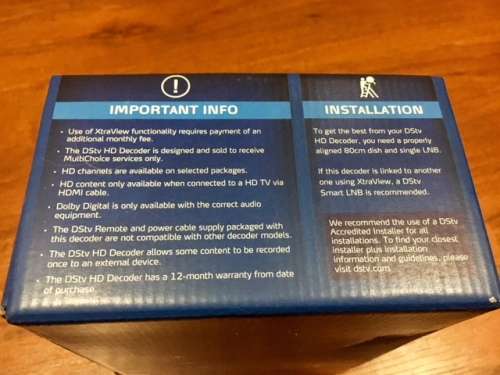 IMPORTANT INFO
• Use of XtraView functionality requires payment of an
additional monthly fee.
• The DStv HD Decoder is designed and sold to receive
MultiChoice services only.
• HD channels are available on selected packages.
• HD content only available when connected to a HD TV via
HDMI cable.
• Dolby Digital is only available with the correct audio
equipment.
• The DStv Remote and power cable supply packaged with
this decoder are not compatible with other decoder models.
• The DStv HD Decoder allows some content to be recorded
once to an external device.
• The DStv HD Decoder has a 12-month warranty from date
of purchase.
INSTALLATION
To get the best from your DStv
HD Decoder, you need a properly
aligned 80cm dish and single LNB.
If this decoder is linked to another
one using XtraView, a DStv
Smart LNB is recommended.
We recommend the use of a DStv
Accredited Installer for all
installations. To find your closest
installer plus installation
information and guidelines, please
visit dstv.com